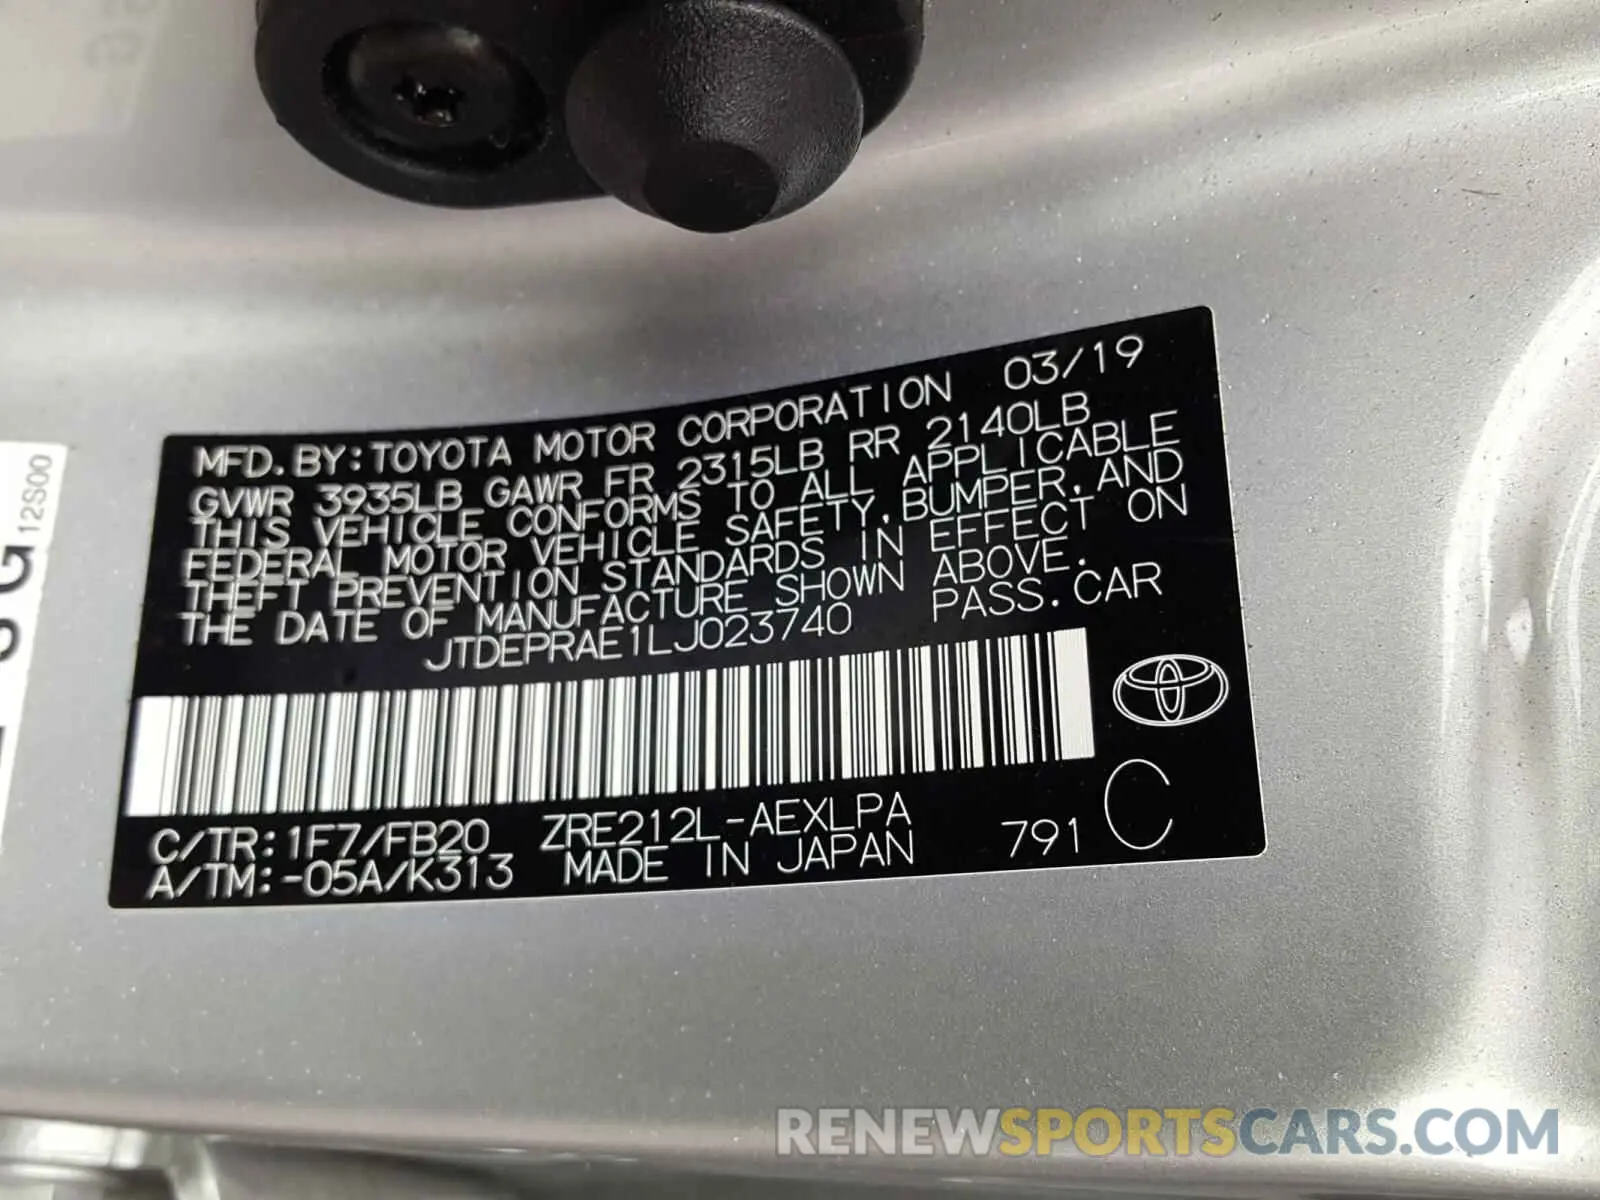 MFD.BY:TOYOTA MOTOR CORPORATION 03/19
GVWR 3935LB GAWR FR 2315LB RR 2140LB
THIS VEHICLE CONFORMS TO ALL APPLICABLE
FEDERAL MOTOR VEHICLE SAFETY,BUMPER,AND
THEFT PREVENTION STANDARDS IN EFFECT ON
THE DATE OF MANUFACTURE SHOWN ABOVE.
JTDEPRAE1LJ023740 PASS.CAR
C/TR:1F7/FB20 ZRE212L-AEXLPA
A/TM:-05A/K313 MADE IN JAPAN 791 C
12S00
RENEWSPORTSCARS.COM